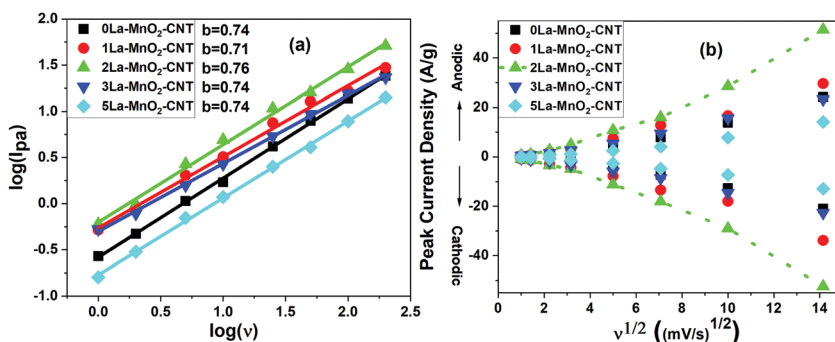 0La-MnO₂-CNT b=0.74
1La-MnO₂-CNT b=0.71
2La-MnO₂-CNT b=0.76
3La-MnO₂-CNT b=0.74
5La-MnO₂-CNT b=0.74
(a)
log(Ipa)
2.0
1.5
1.0
0.5
0.0
-0.5
-1.0
0.0 0.5 1.0 1.5 2.0 2.5
log(ν)
0La-MnO₂-CNT
1La-MnO₂-CNT
2La-MnO₂-CNT
3La-MnO₂-CNT
5La-MnO₂-CNT
(b)
Peak Current Density (A/g)
Anodic
Cathodic
40
20
0
-20
-40
0 2 4 6 8 10 12 14
ν^1/2 ((mV/s)^1/2)